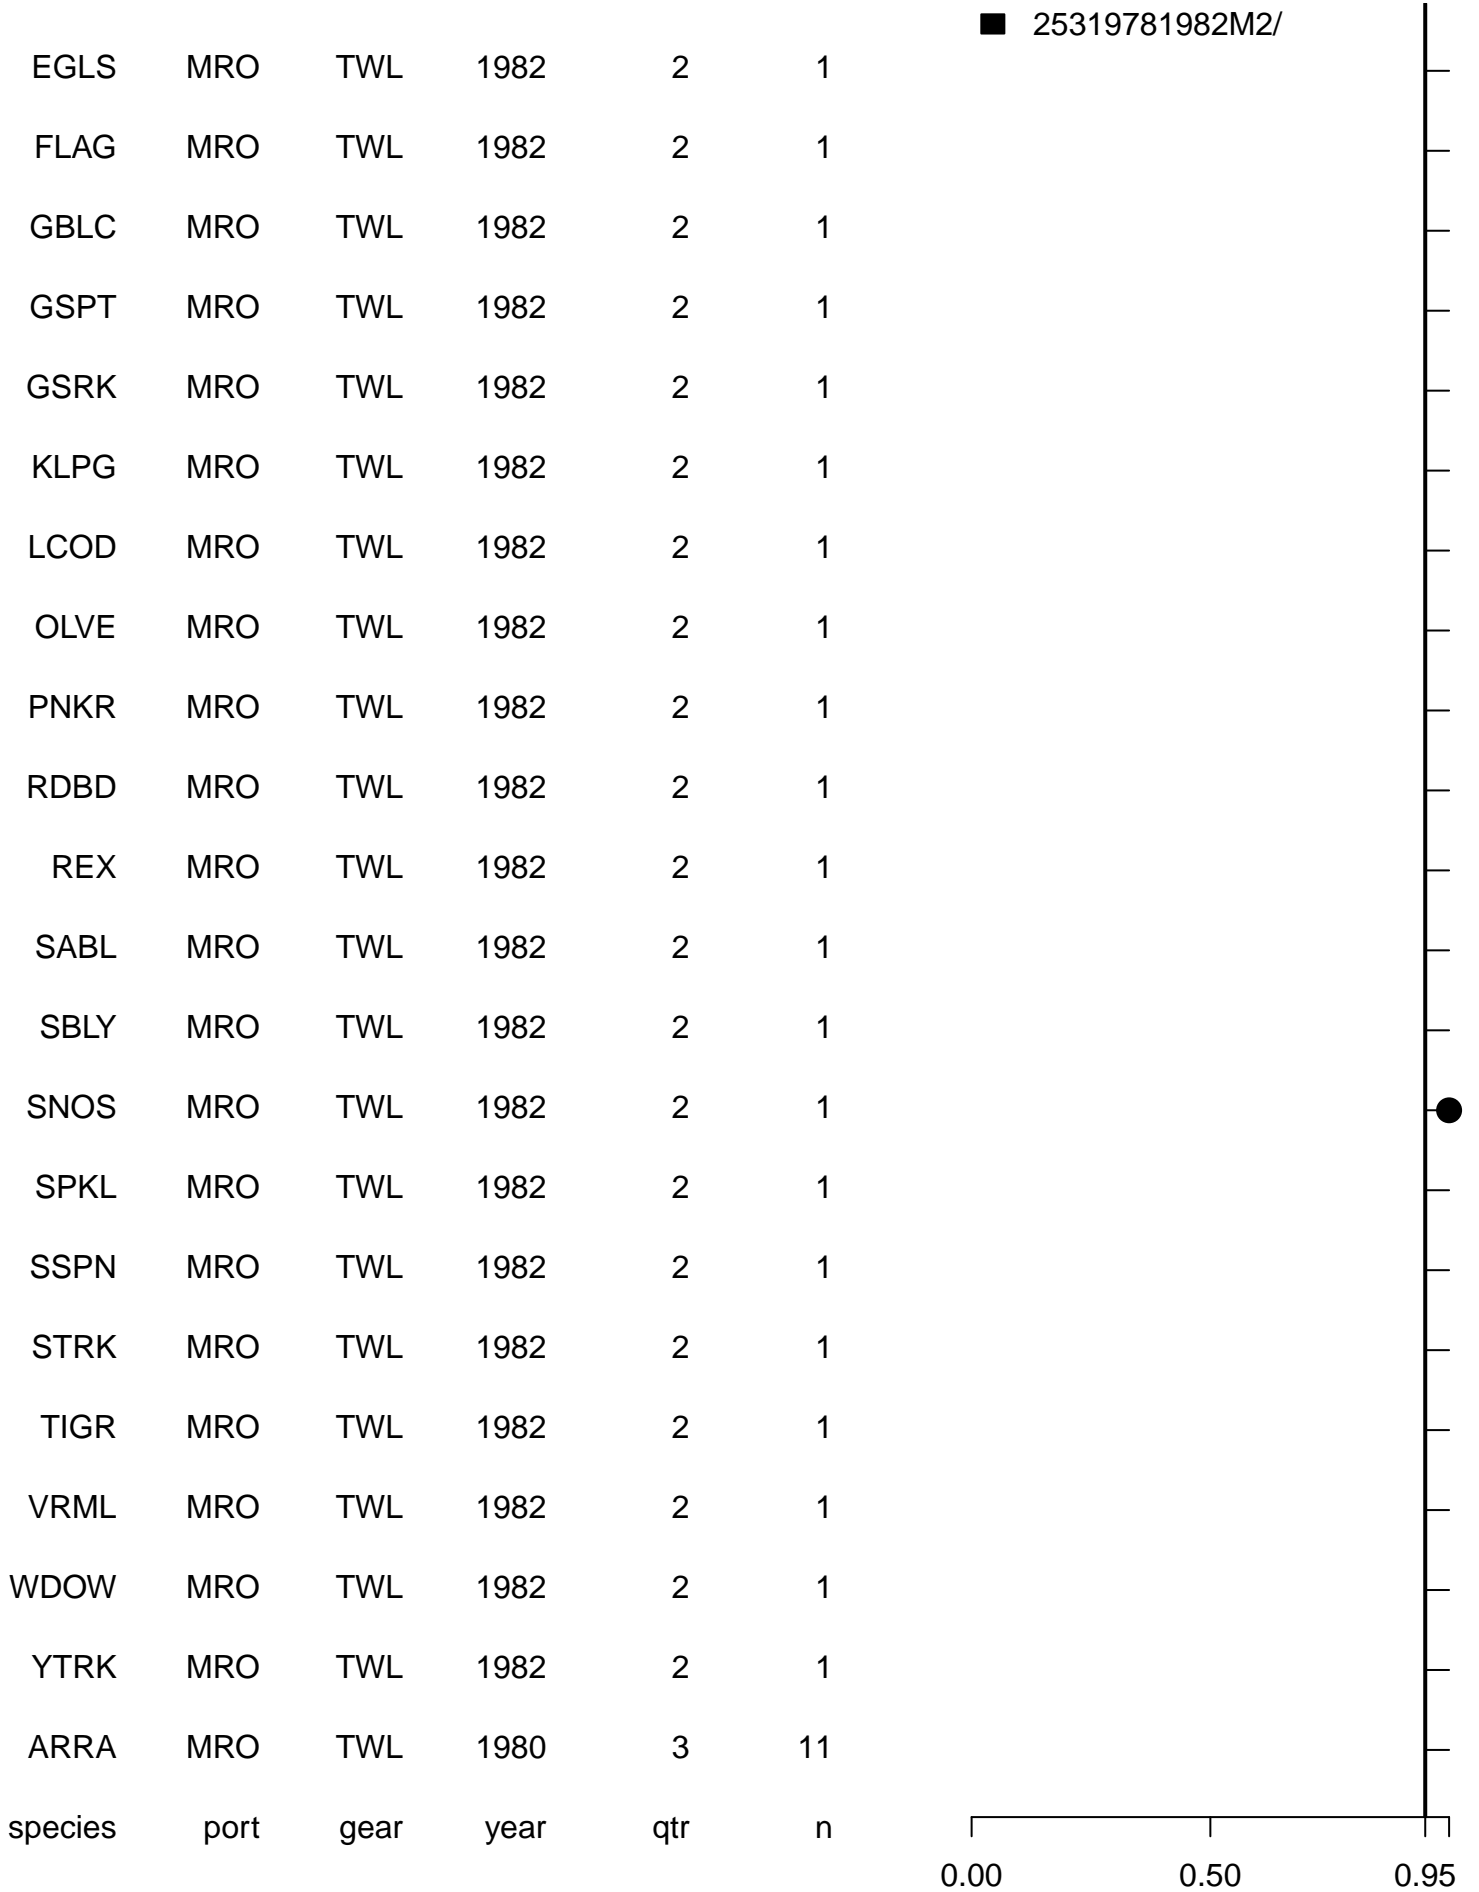 25319781982M2/
EGLS MRO TWL 1982 2 1
FLAG MRO TWL 1982 2 1
GBLC MRO TWL 1982 2 1
GSPT MRO TWL 1982 2 1
GSRK MRO TWL 1982 2 1
KLPG MRO TWL 1982 2 1
LCOD MRO TWL 1982 2 1
OLVE MRO TWL 1982 2 1
PNKR MRO TWL 1982 2 1
RDBD MRO TWL 1982 2 1
REX MRO TWL 1982 2 1
SABL MRO TWL 1982 2 1
SBLY MRO TWL 1982 2 1
SNOS MRO TWL 1982 2 1
SPKL MRO TWL 1982 2 1
SSPN MRO TWL 1982 2 1
STRK MRO TWL 1982 2 1
TIGR MRO TWL 1982 2 1
VRML MRO TWL 1982 2 1
WDOW MRO TWL 1982 2 1
YTRK MRO TWL 1982 2 1
ARRA MRO TWL 1980 3 11
species port gear year qtr n
0.00 0.50 0.95